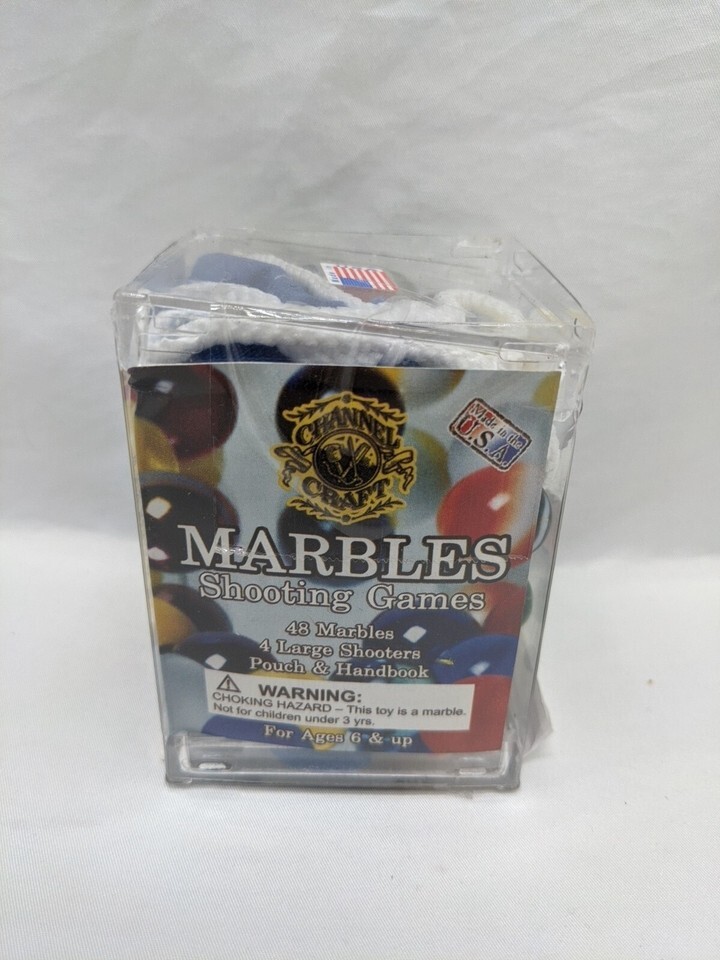 CHANNEL
CRAFT
Made in the
U.S.A.
MARBLES
Shooting Games
48 Marbles
4 Large Shooters
Pouch & Handbook
WARNING:
CHOKING HAZARD – This toy is a marble.
Not for children under 3 yrs.
For Ages 6 & up